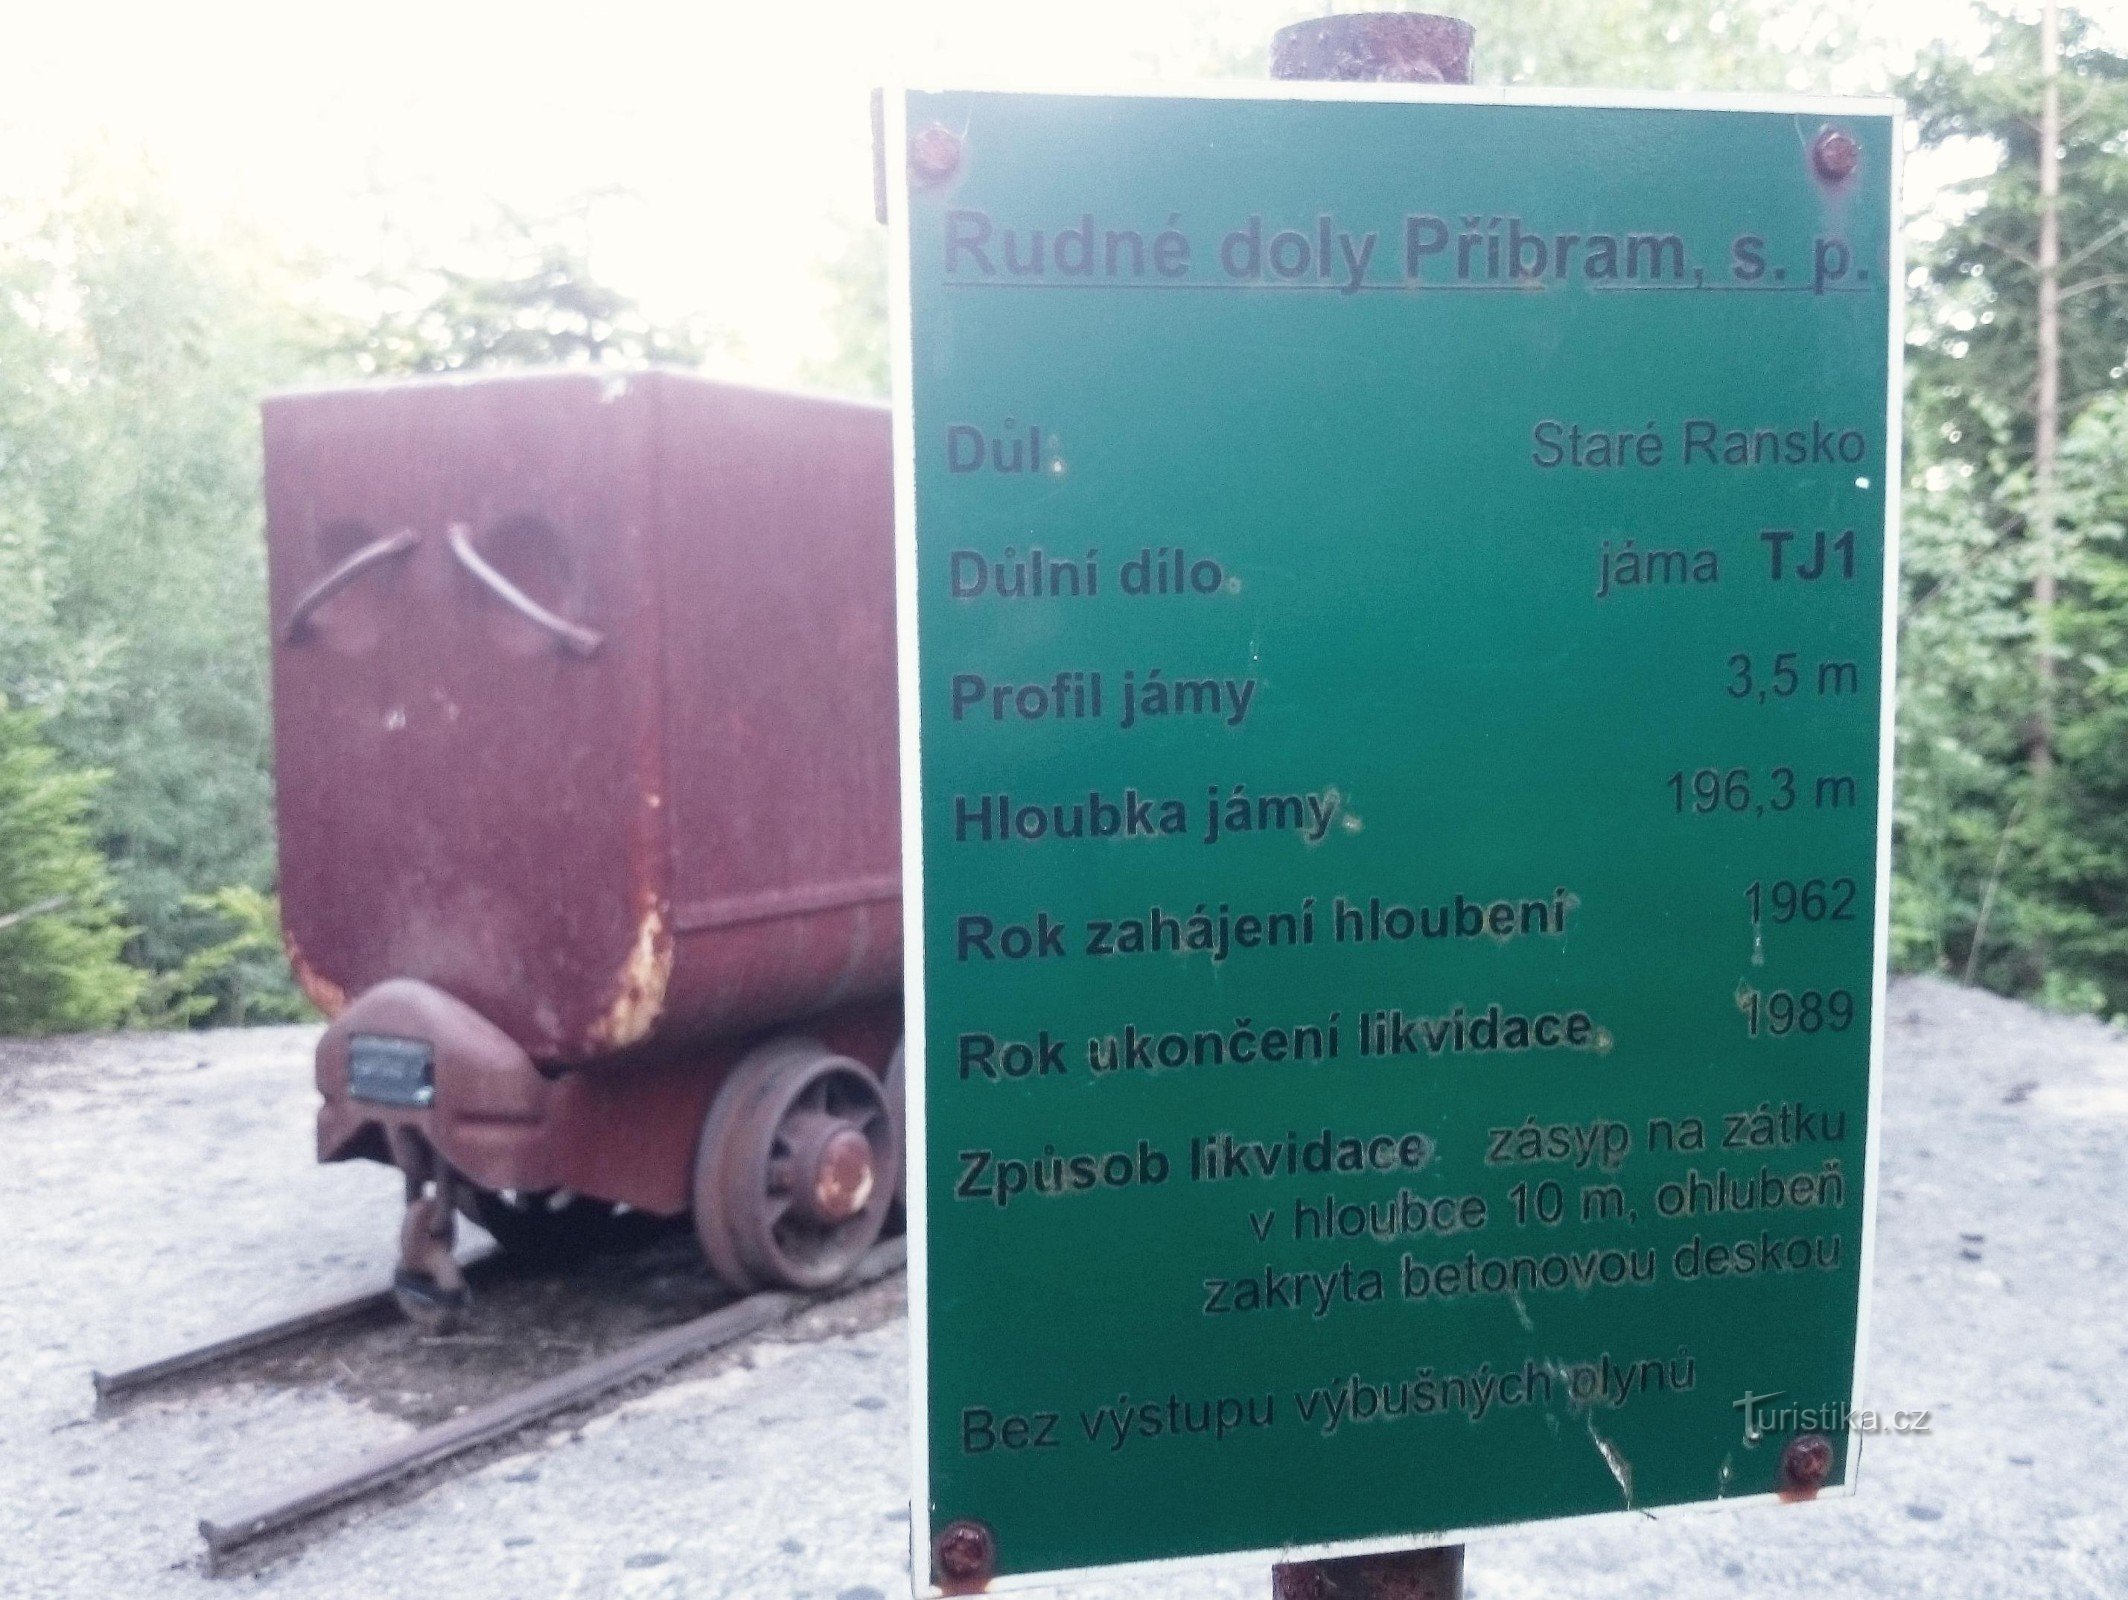 Rudné doly Příbram, s. p.
Důl. Staré Ransko
Důlní dílo. jáma TJ1
Profil jámy 3,5 m
Hloubka jámy 196,3 m
Rok zahájení hloubení 1962
Rok ukončení likvidace 1989
Způsob likvidace zásyp na zátku
v hloubce 10 m, ohlubeň
zakryta betonovou deskou
Bez výstupu výbušných plynů
Turistika.cz